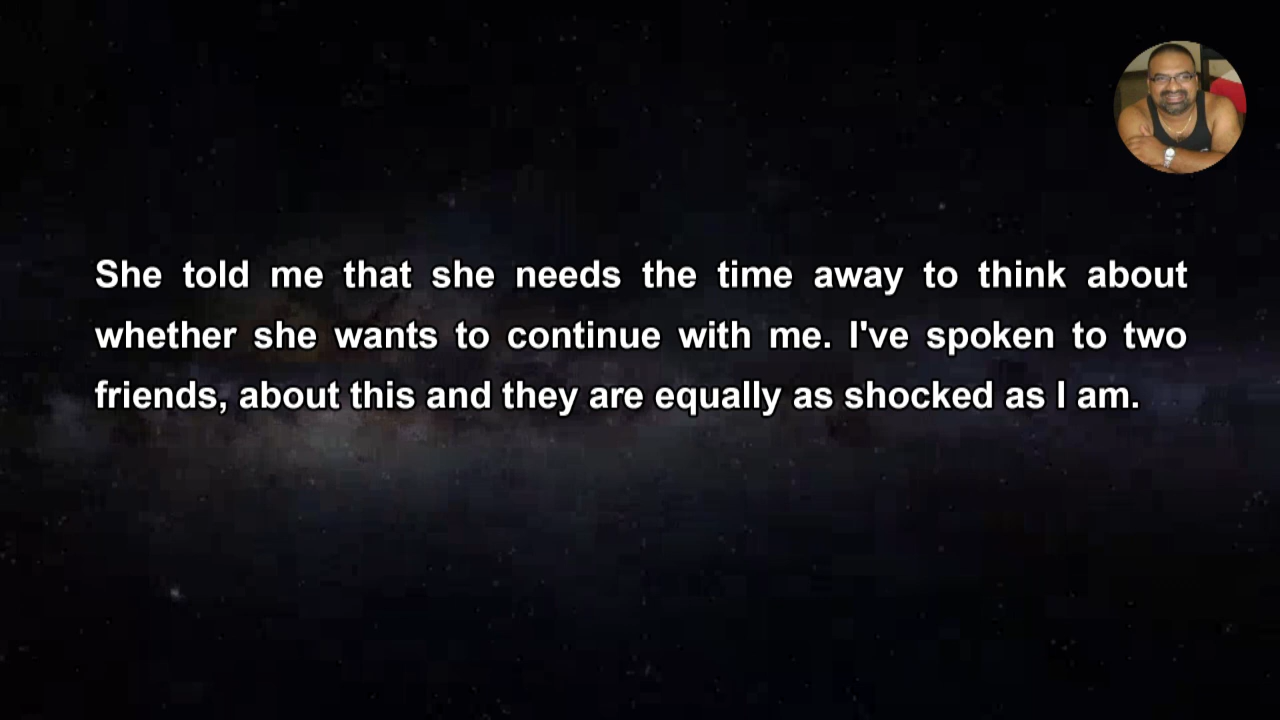 She told me that she needs the time away to think about
whether she wants to continue with me. I've spoken to two
friends, about this and they are equally as shocked as I am.